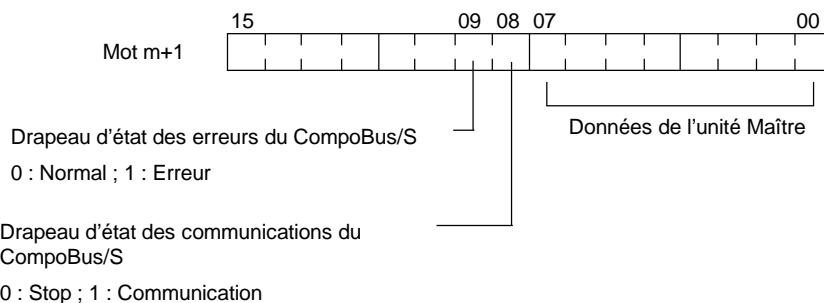 15 09 08 07 00
Mot m+1
Données de l'unité Maître
Drapeau d'état des erreurs du CompoBus/S
0 : Normal ; 1 : Erreur
Drapeau d'état des communications du
CompoBus/S
0 : Stop ; 1 : Communication